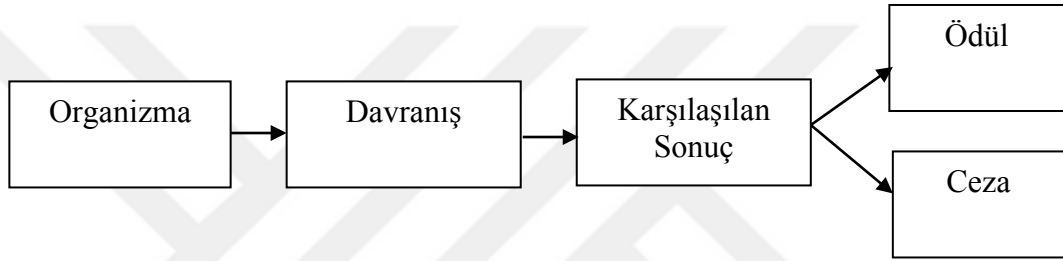 Organizma
Davranış
Karşılaşılan
Sonuç
Ödül
Ceza